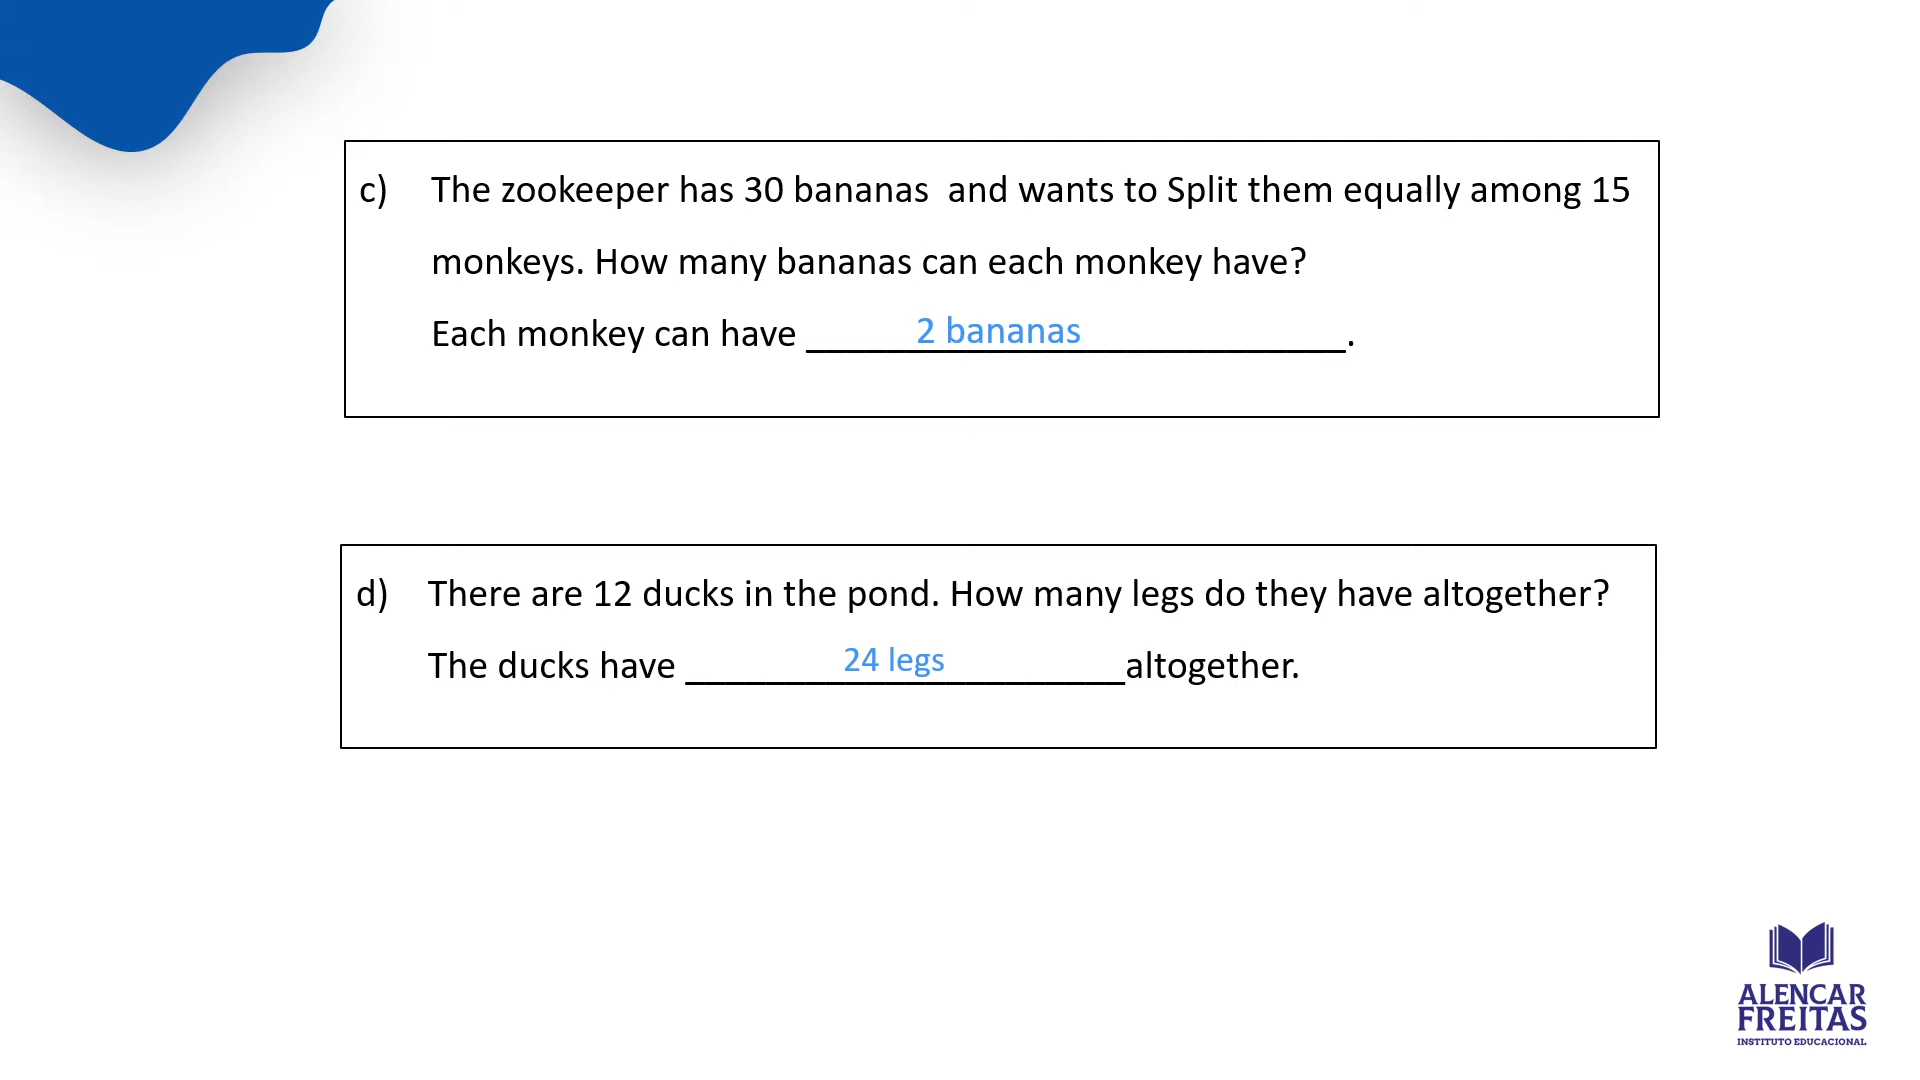 c) The zookeeper has 30 bananas  and wants to Split them equally among 15
monkeys. How many bananas can each monkey have?
Each monkey can have ___________________________.
2 bananas
d) There are 12 ducks in the pond. How many legs do they have altogether?
The ducks have ______________________altogether.
24 legs
ALENCAR
FREITAS
INSTITUTO EDUCACIONAL